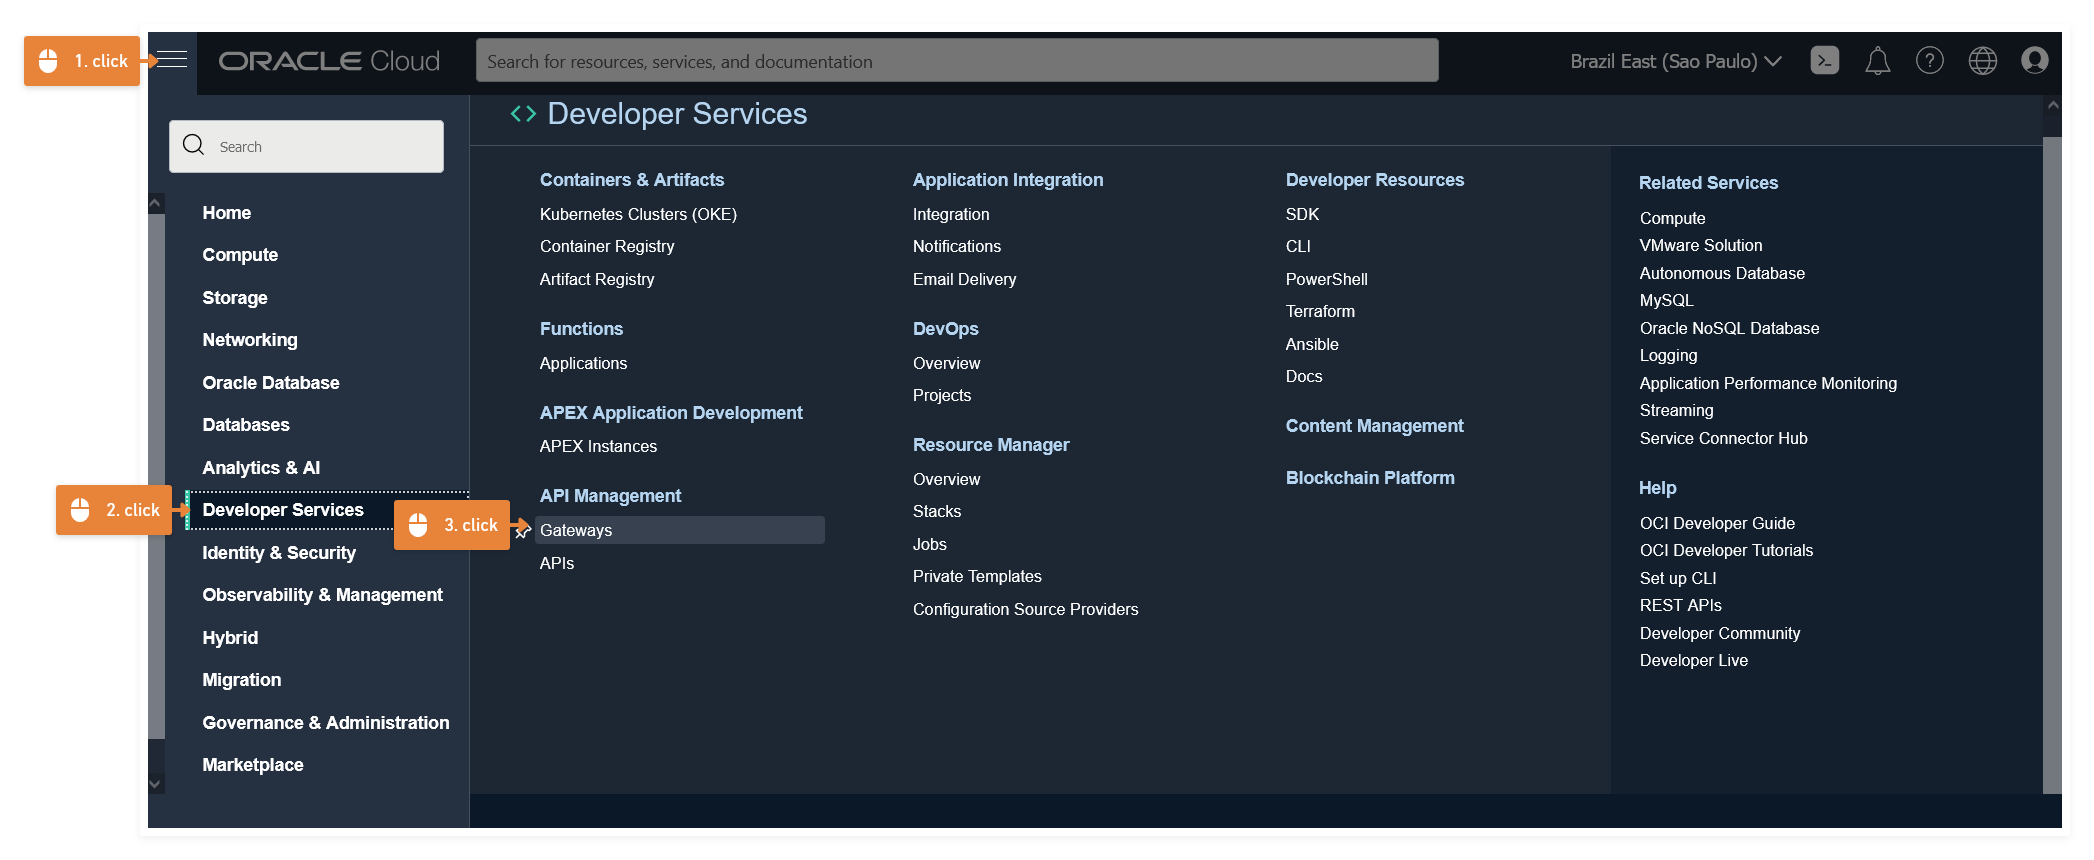 1. click
ORACLE Cloud
Search for resources, services, and documentation
Brazil East (Sao Paulo)
Search
Home
Compute
Storage
Networking
Oracle Database
Databases
Analytics & AI
2. click
Developer Services
Identity & Security
Observability & Management
Hybrid
Migration
Governance & Administration
Marketplace
Developer Services
Containers & Artifacts
Kubernetes Clusters (OKE)
Container Registry
Artifact Registry
Functions
Applications
APEX Application Development
APEX Instances
API Management
3. click
Gateways
APIs
Application Integration
Integration
Notifications
Email Delivery
DevOps
Overview
Projects
Resource Manager
Overview
Stacks
Jobs
Private Templates
Configuration Source Providers
Developer Resources
SDK
CLI
PowerShell
Terraform
Ansible
Docs
Content Management
Blockchain Platform
Related Services
Compute
VMware Solution
Autonomous Database
MySQL
Oracle NoSQL Database
Logging
Application Performance Monitoring
Streaming
Service Connector Hub
Help
OCI Developer Guide
OCI Developer Tutorials
Set up CLI
REST APIs
Developer Community
Developer Live